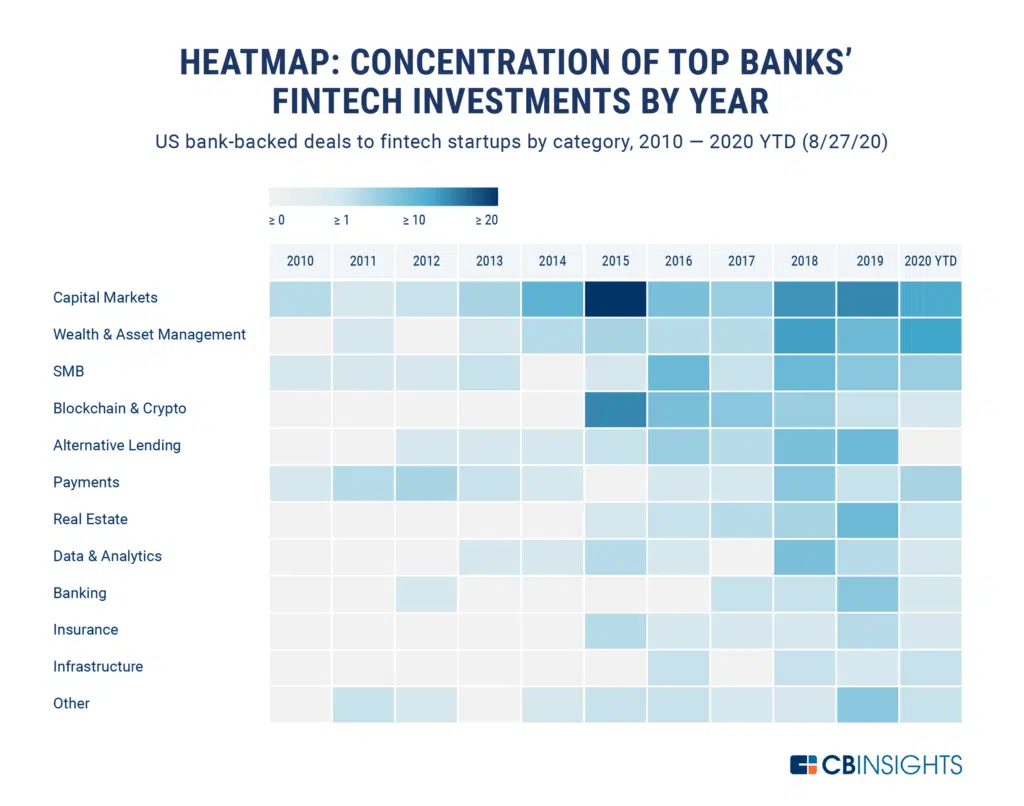 HEATMAP: CONCENTRATION OF TOP BANKS’
FINTECH INVESTMENTS BY YEAR
US bank-backed deals to fintech startups by category, 2010 — 2020 YTD (8/27/20)
≥ 0 ≥ 1 ≥ 10 ≥ 20
2010 2011 2012 2013 2014 2015 2016 2017 2018 2019 2020 YTD
Capital Markets
Wealth & Asset Management
SMB
Blockchain & Crypto
Alternative Lending
Payments
Real Estate
Data & Analytics
Banking
Insurance
Infrastructure
Other
CBINSIGHTS